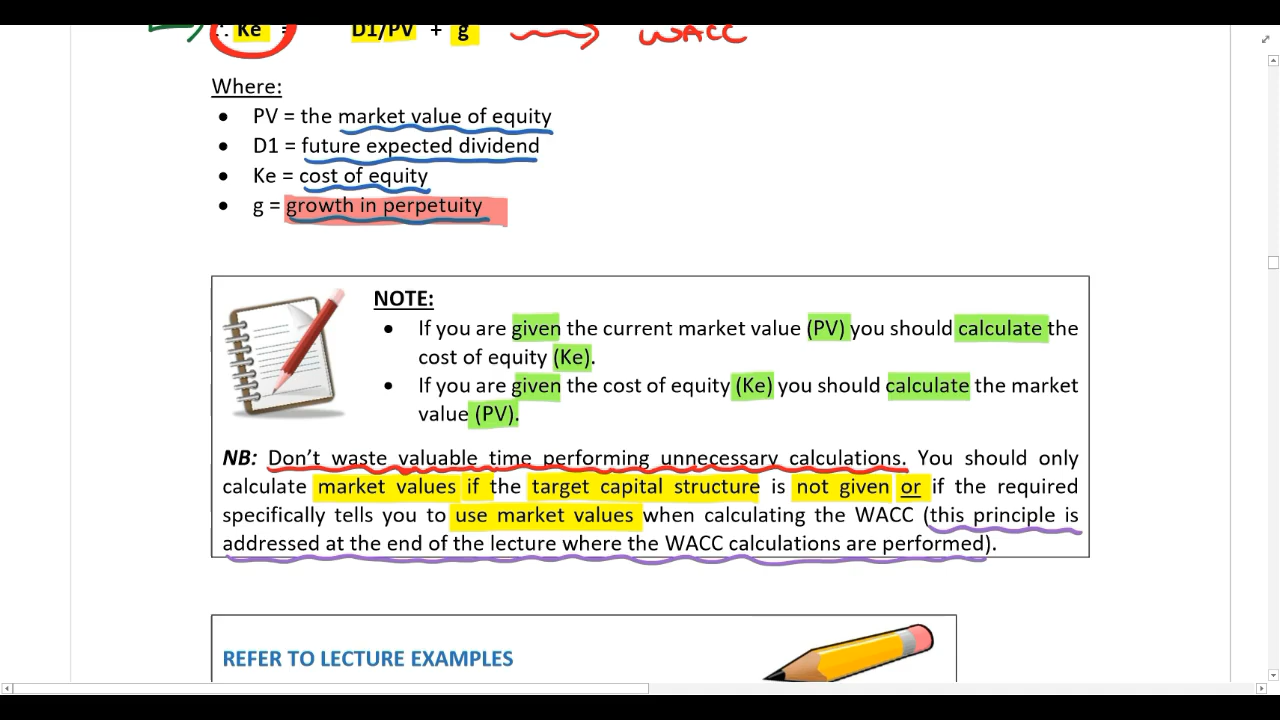 ∴ Ke = D1/PV + g WACC
Where:
• PV = the market value of equity
• D1 = future expected dividend
• Ke = cost of equity
• g = growth in perpetuity
NOTE:
• If you are given the current market value (PV) you should calculate the
cost of equity (Ke).
• If you are given the cost of equity (Ke) you should calculate the market
value (PV).
NB: Don’t waste valuable time performing unnecessary calculations. You should only
calculate market values if the target capital structure is not given or if the required
specifically tells you to use market values when calculating the WACC (this principle is
addressed at the end of the lecture where the WACC calculations are performed).
REFER TO LECTURE EXAMPLES